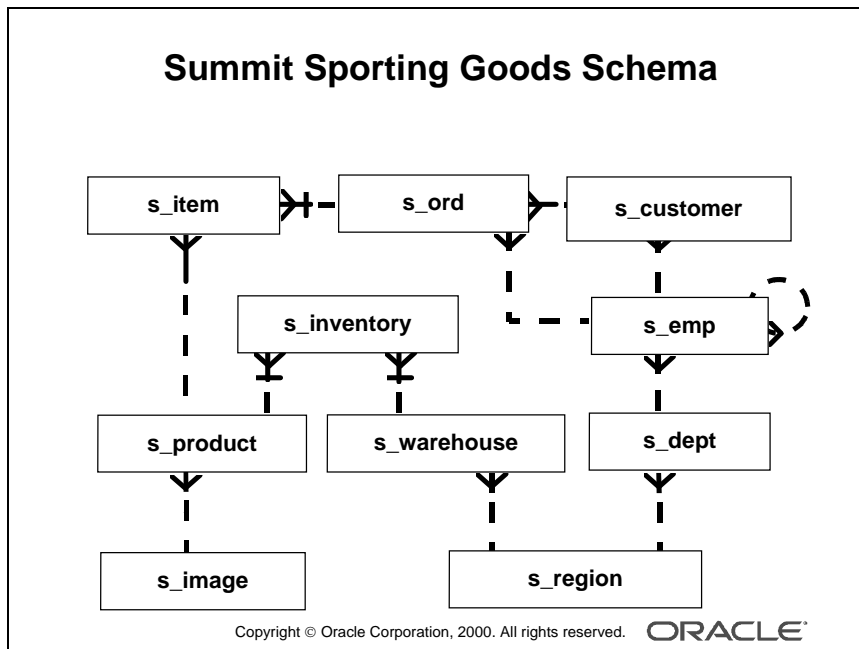 Summit Sporting Goods Schema
s_item
s_ord
s_customer
s_inventory
s_emp
s_product
s_warehouse
s_dept
s_image
s_region
Copyright © Oracle Corporation, 2000. All rights reserved.
ORACLE®